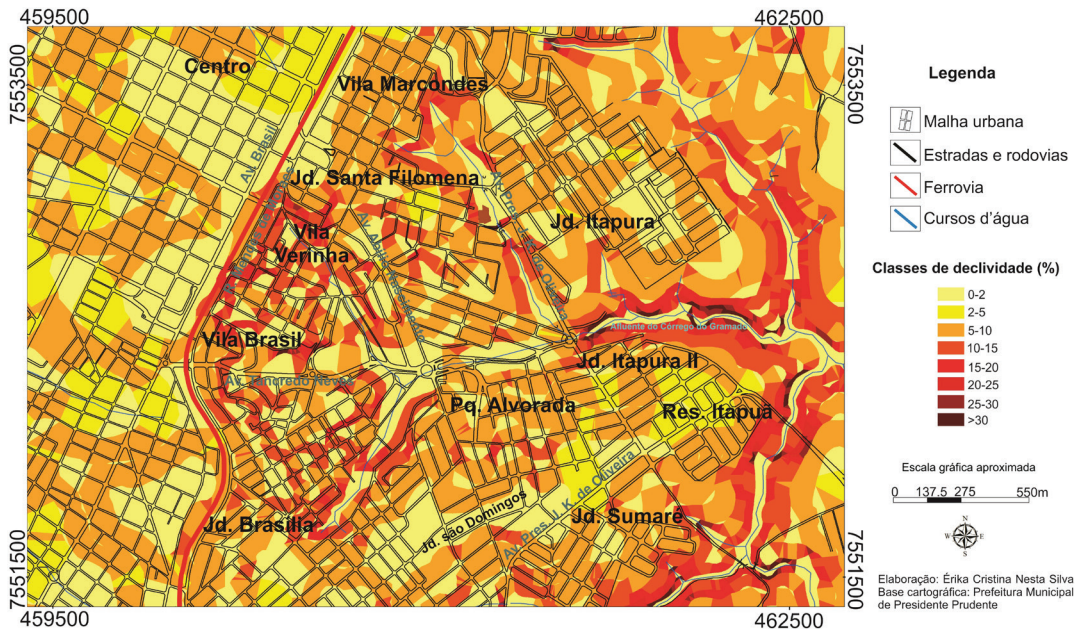 459500
462500
7553500
7553500
Centro
Vila Marcondes
Av. Brasil
Jd. Santa Filomena
Jd. Itapura
Vila
Verinha
Afluente do Córrego do Gramado
Vila Brasil
Jd. Itapura II
Av. Tancredo Neves
Pq. Alvorada
Res. Itapuã
Av. Pres. J. K. de Oliveira
Av. Pres. J. K. de Oliveira
Jd. são Domingos
Jd. Brasília
Jd. Sumaré
7551500
7551500
459500
462500
Legenda
Malha urbana
Estradas e rodovias
Ferrovia
Cursos d'água
Classes de declividade (%)
0-2
2-5
5-10
10-15
15-20
20-25
25-30
>30
Escala gráfica aproximada
0 137.5 275 550m
N
W E
S
Elaboração: Érika Cristina Nesta Silva
Base cartográfica: Prefeitura Municipal
de Presidente Prudente